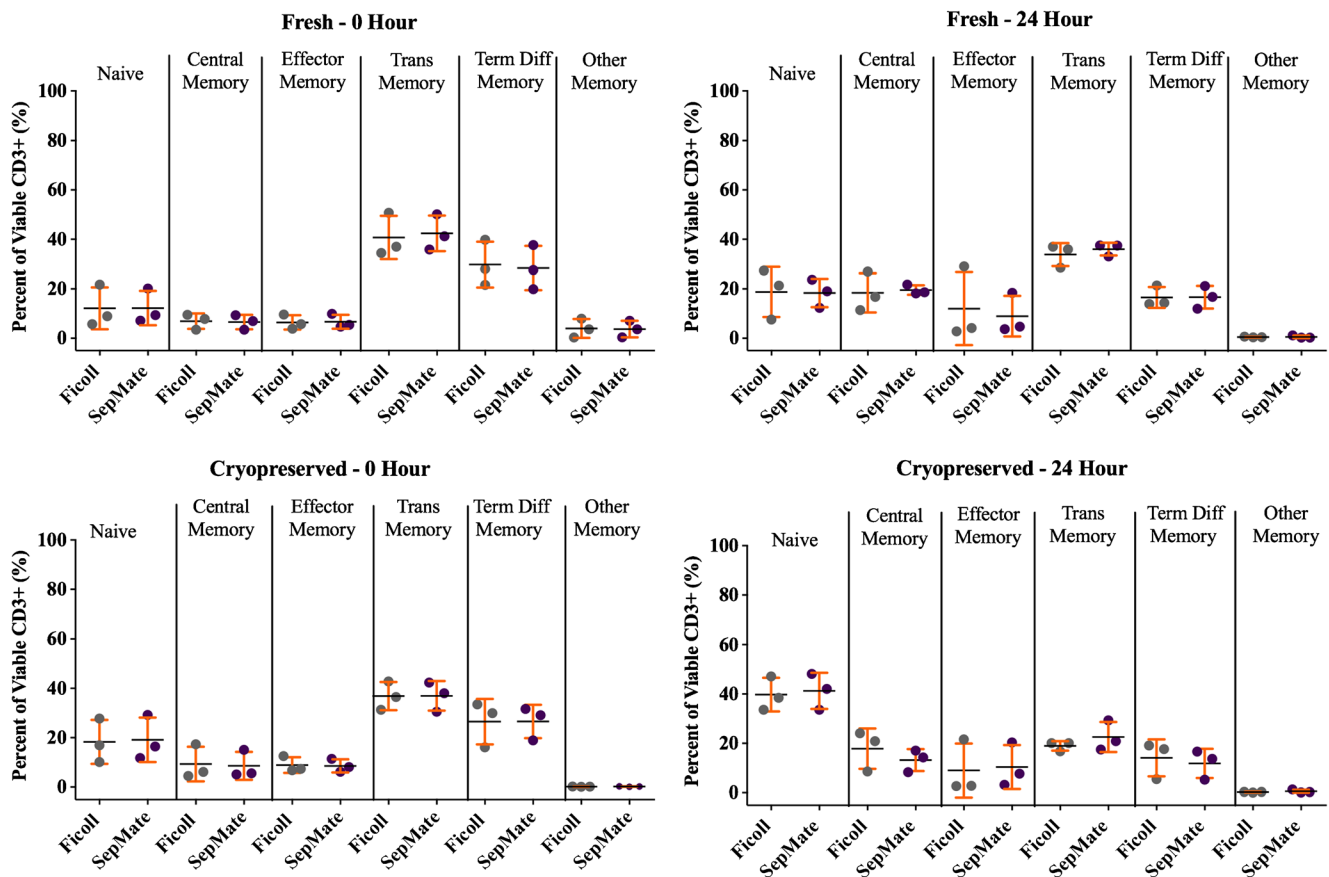 Fresh - 0 Hour
Naive
Central
Memory
Effector
Memory
Trans
Memory
Term Diff
Memory
Other
Memory
Percent of Viable CD3+ (%)
100
80
60
40
20
0
Ficoll
SepMate
Ficoll
SepMate
Ficoll
SepMate
Ficoll
SepMate
Ficoll
SepMate
Ficoll
SepMate
Fresh - 24 Hour
Naive
Central
Memory
Effector
Memory
Trans
Memory
Term Diff
Memory
Other
Memory
Percent of Viable CD3+ (%)
100
80
60
40
20
0
Ficoll
SepMate
Ficoll
SepMate
Ficoll
SepMate
Ficoll
SepMate
Ficoll
SepMate
Ficoll
SepMate
Cryopreserved - 0 Hour
Naive
Central
Memory
Effector
Memory
Trans
Memory
Term Diff
Memory
Other
Memory
Percent of Viable CD3+ (%)
100
80
60
40
20
0
Ficoll
SepMate
Ficoll
SepMate
Ficoll
SepMate
Ficoll
SepMate
Ficoll
SepMate
Ficoll
SepMate
Cryopreserved - 24 Hour
Naive
Central
Memory
Effector
Memory
Trans
Memory
Term Diff
Memory
Other
Memory
Percent of Viable CD3+ (%)
100
80
60
40
20
0
Ficoll
SepMate
Ficoll
SepMate
Ficoll
SepMate
Ficoll
SepMate
Ficoll
SepMate
Ficoll
SepMate